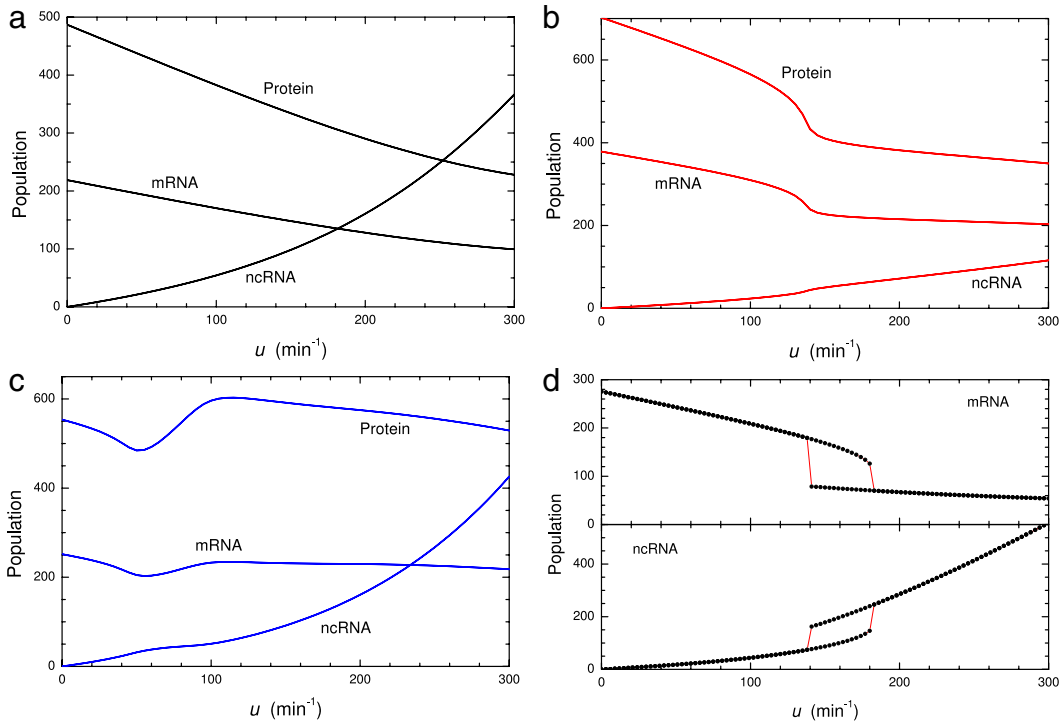 a
500
400
300
200
100
0
Population
Protein
mRNA
ncRNA
0 100 200 300
u (min⁻¹)
b
600
400
200
0
Population
Protein
mRNA
ncRNA
0 100 200 300
u (min⁻¹)
c
600
400
200
0
Population
Protein
mRNA
ncRNA
0 100 200 300
u (min⁻¹)
d
300
200
100
0
mRNA
Population
ncRNA
400
200
0
0 100 200 300
u (min⁻¹)